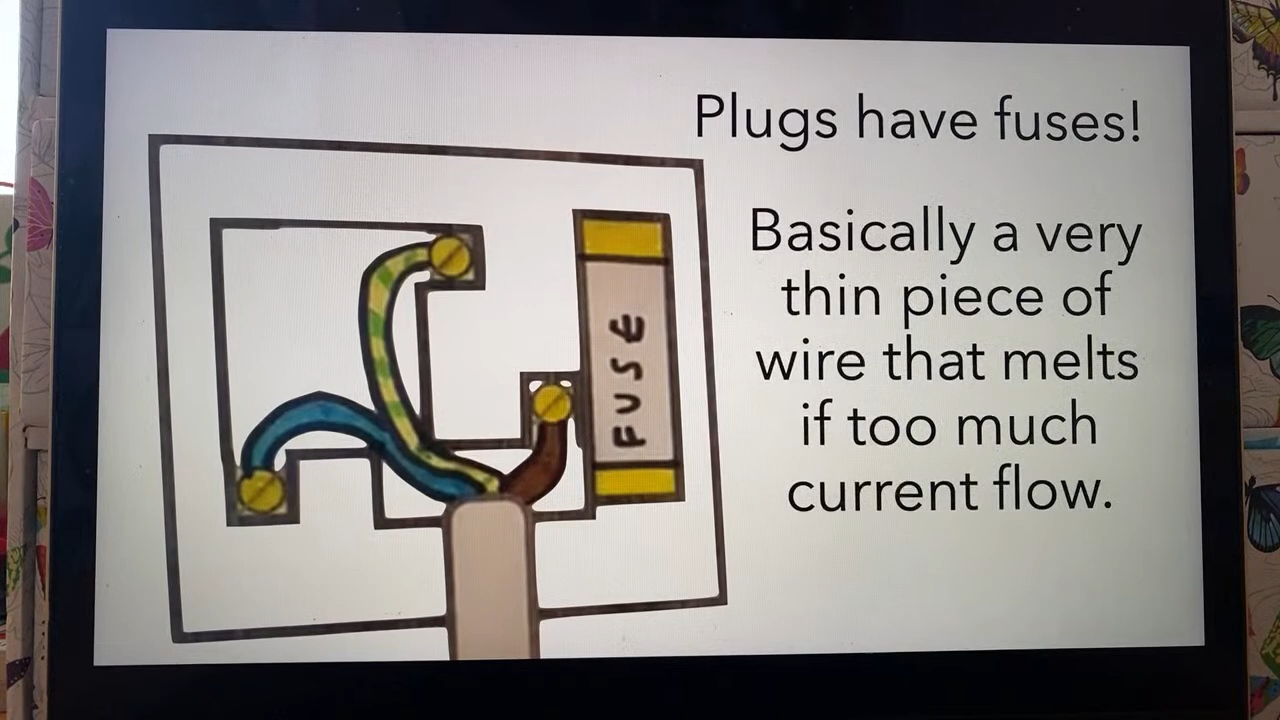 Plugs have fuses!
Basically a very
thin piece of
wire that melts
if too much
current flow.
FUSE